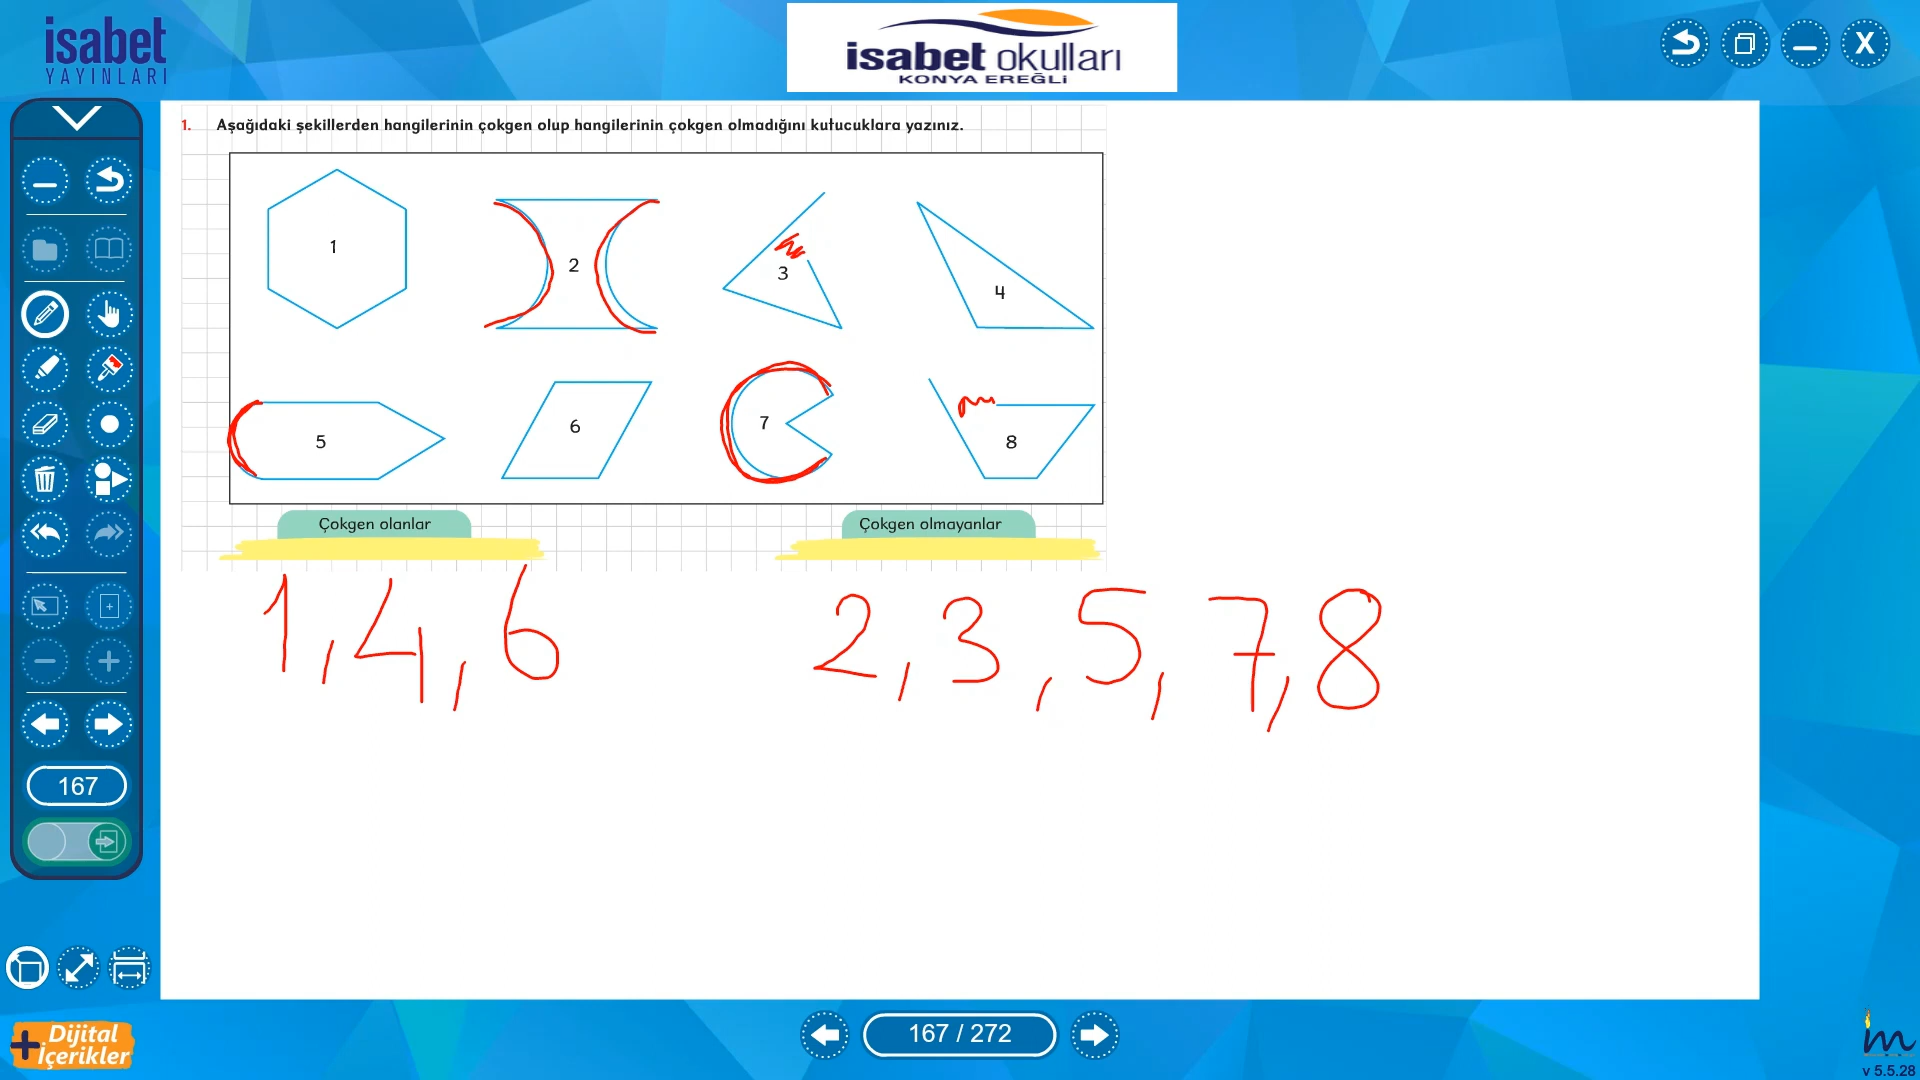 isabet
YAYINLARI
isabet okulları
KONYA EREĞLİ
X
1. Aşağıdaki şekillerden hangilerinin çokgen olup hangilerinin çokgen olmadığını kutucuklara yazınız.
1
2
3
4
5
6
7
8
Çokgen olanlar
Çokgen olmayanlar
1, 4, 6
2, 3, 5, 7, 8
167
167 / 272
+ Dijital
İçerikler
v 5.5.28